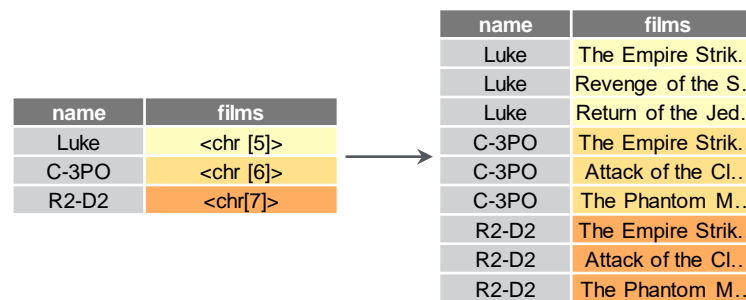 name films
Luke <chr [5]>
C-3PO <chr [6]>
R2-D2 <chr[7]>
name films
Luke The Empire Strik..
Luke Revenge of the S..
Luke Return of the Jed..
C-3PO The Empire Strik..
C-3PO Attack of the Cl..
C-3PO The Phantom M..
R2-D2 The Empire Strik..
R2-D2 Attack of the Cl..
R2-D2 The Phantom M..